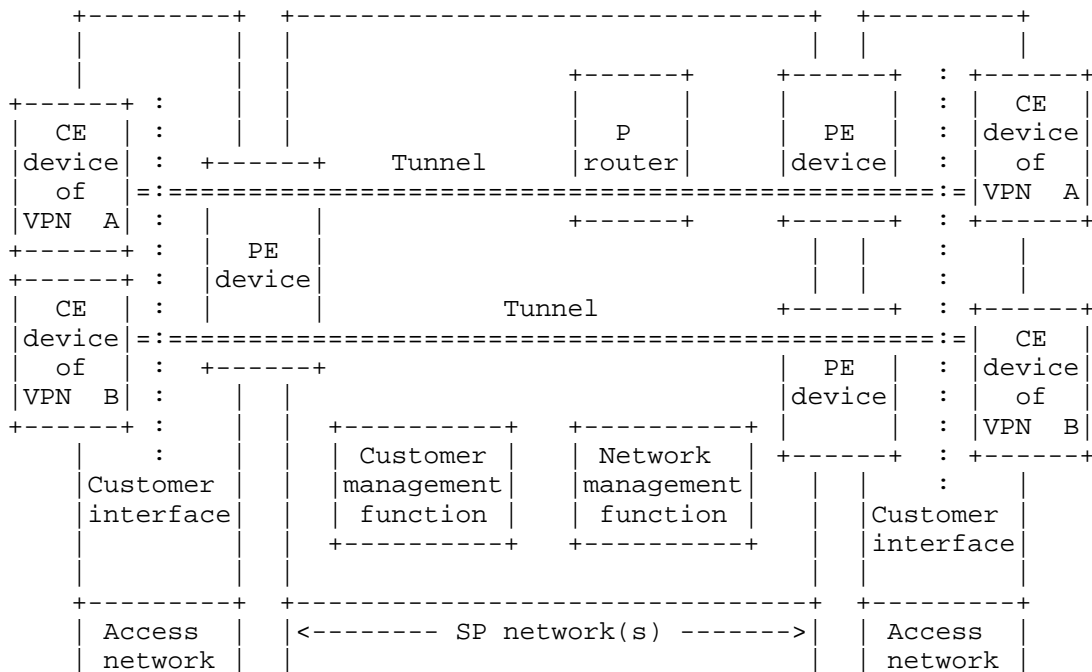 CE
CE P PE device
device Tunnel router device of
of VPN A
VPN A
PE
device
CE Tunnel
device CE
of PE device
VPN B device of
VPN B
Customer Network
Customer management management
interface function function Customer
interface
Access <-------- SP network(s) -------> Access
network network